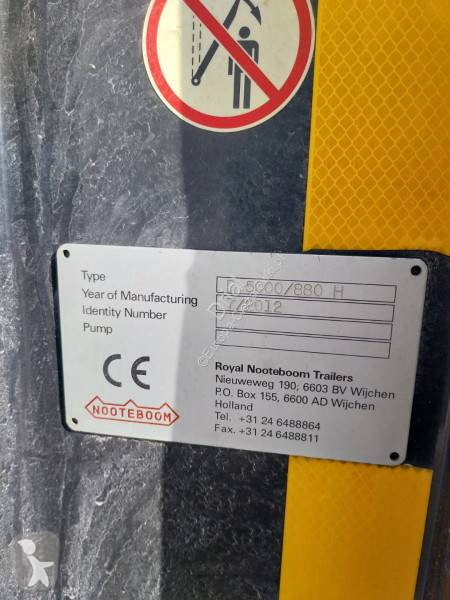 Type 5000/880 H
Year of Manufacturing 7/2012
Identity Number
Pump
CE
NOOTEBOOM
Royal Nooteboom Trailers
Nieuweweg 190; 6603 BV Wijchen
P.O. Box 155, 6600 AD Wijchen
Holland
Tel. +31 24 6488864
Fax. +31 24 6488811